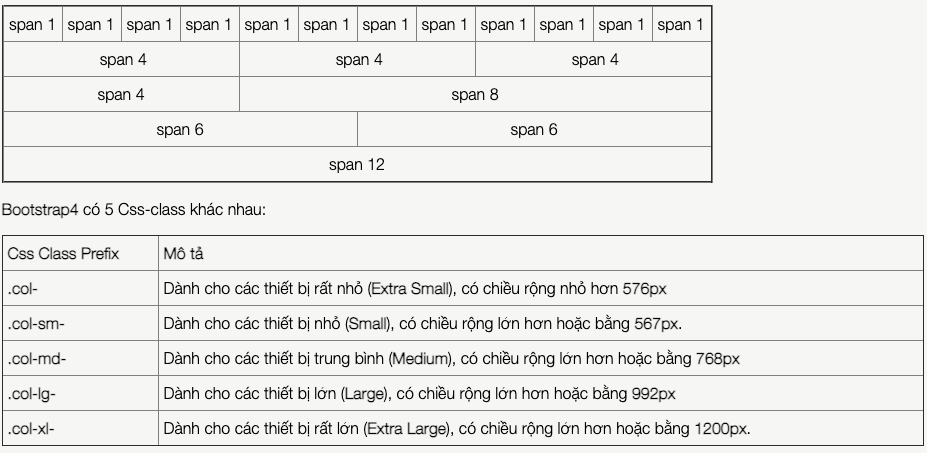 span 1 span 1 span 1 span 1 span 1 span 1 span 1 span 1 span 1 span 1 span 1 span 1
span 4 span 4 span 4
span 4 span 8
span 6 span 6
span 12
Bootstrap4 có 5 Css-class khác nhau:
Css Class Prefix Mô tả
.col- Dành cho các thiết bị rất nhỏ (Extra Small), có chiều rộng nhỏ hơn 576px
.col-sm- Dành cho các thiết bị nhỏ (Small), có chiều rộng lớn hơn hoặc bằng 567px.
.col-md- Dành cho các thiết bị trung bình (Medium), có chiều rộng lớn hơn hoặc bằng 768px
.col-lg- Dành cho các thiết bị lớn (Large), có chiều rộng lớn hơn hoặc bằng 992px
.col-xl- Dành cho các thiết bị rất lớn (Extra Large), có chiều rộng lớn hơn hoặc bằng 1200px.